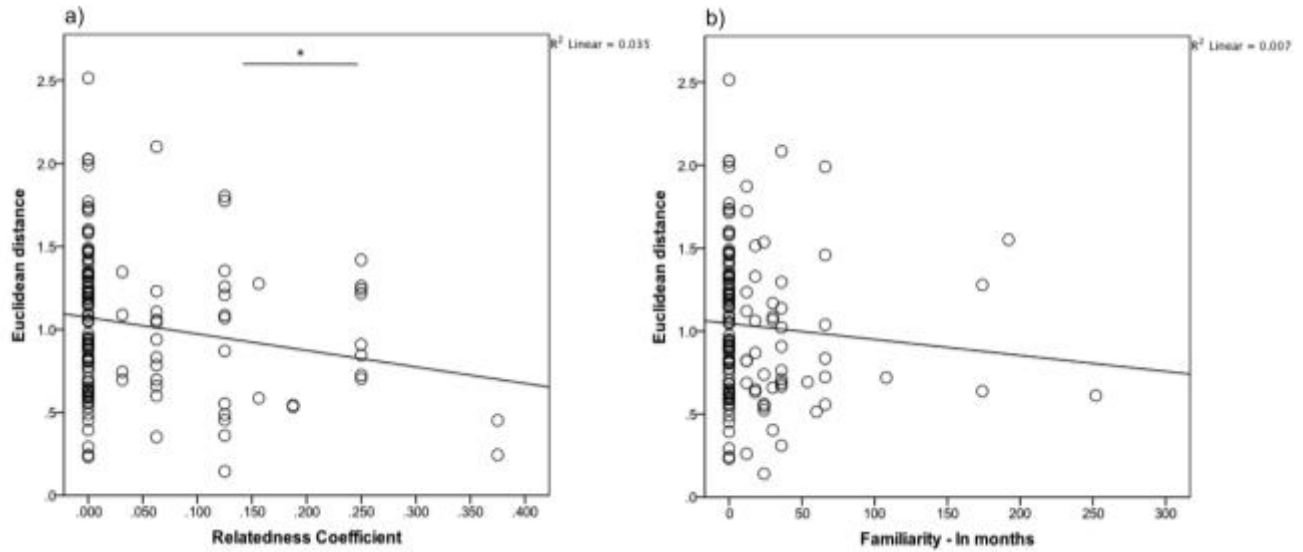 a)
R² Linear = 0.035
*
2.5
2.0
1.5
1.0
.5
.0
Euclidean distance
.000 .050 .100 .150 .200 .250 .300 .350 .400
Relatedness Coefficient
b)
R² Linear = 0.007
2.5
2.0
1.5
1.0
.5
.0
Euclidean distance
0 50 100 150 200 250 300
Familiarity - In months